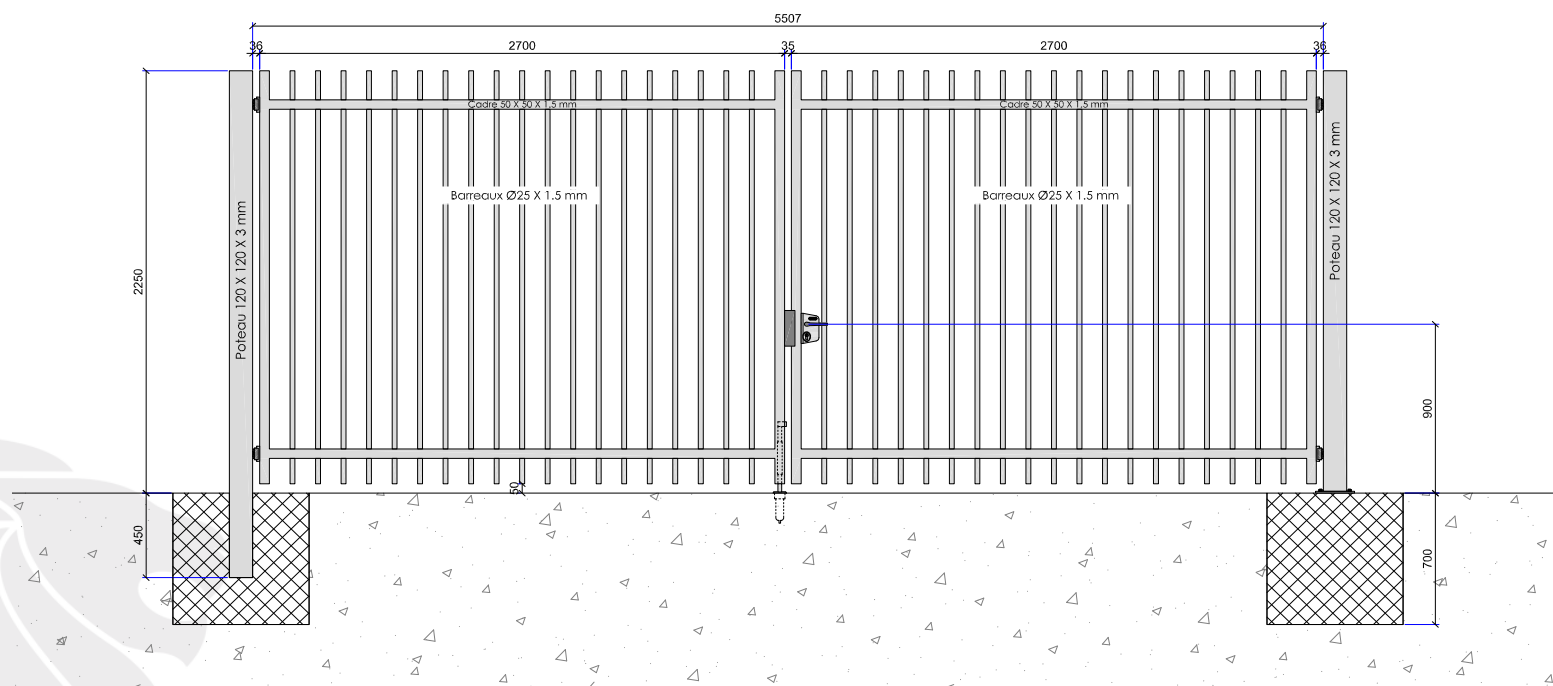 5507
36
2700
35
2700
36
Cadre 50 X 50 X 1.5 mm
Cadre 50 X 50 X 1.5 mm
Barreaux Ø25 X 1.5 mm
Barreaux Ø25 X 1.5 mm
Poteau 120 X 120 X 3 mm
Poteau 120 X 120 X 3 mm
2250
900
50
450
700